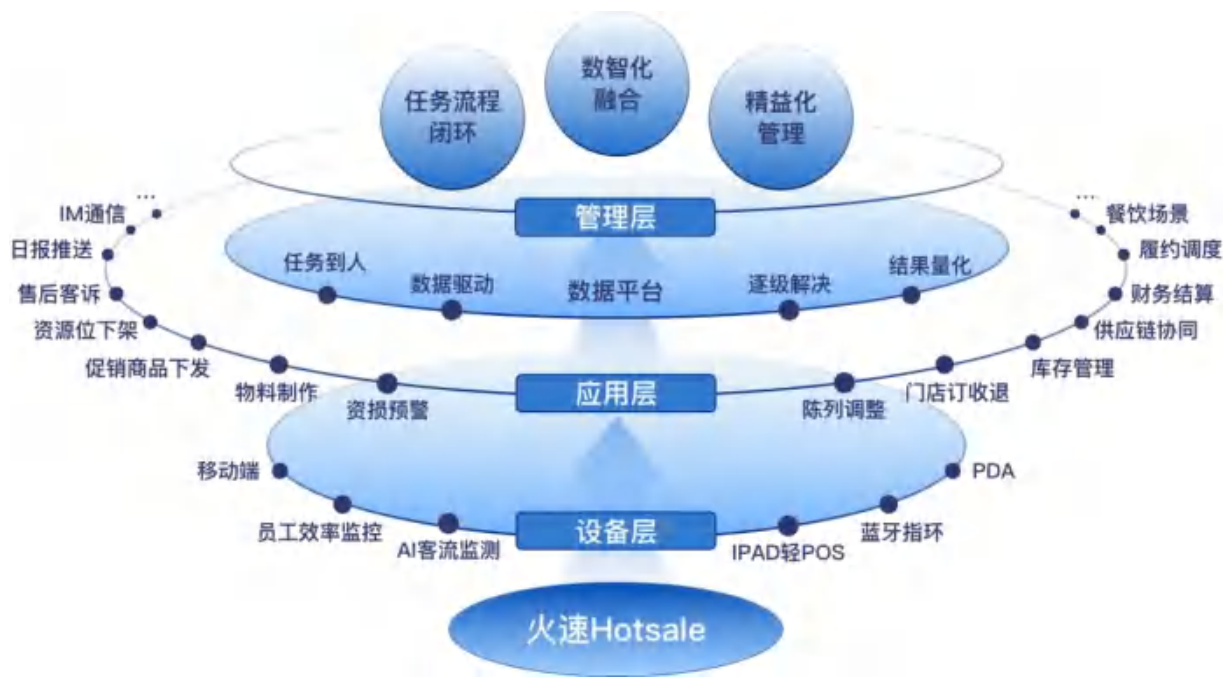 数智化
融合
任务流程
闭环
精益化
管理
管理层
...
IM通信
日报推送
售后客诉
资源位下架
促销商品下发
物料制作
资损预警
任务到人
数据驱动
数据平台
逐级解决
结果量化
...
餐饮场景
履约调度
财务结算
供应链协同
库存管理
门店订收退
陈列调整
应用层
移动端
员工效率监控
AI客流监测
设备层
IPAD轻POS
蓝牙指环
PDA
火速Hotsale